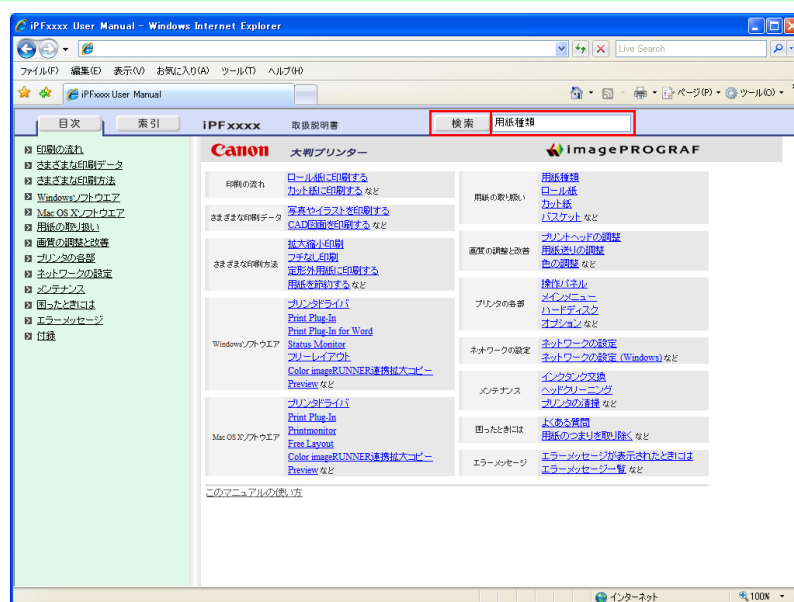 iPFxxxx User Manual - Windows Internet Explorer
Live Search
ファイル(F) 編集(E) 表示(V) お気に入り(A) ツール(T) ヘルプ(H)
iPFxxxx User Manual
ページ(P) ツール(O)
目次 索引 iPFxxxx 取扱説明書 検索 用紙種類
印刷の流れ
さまざまな印刷データ
さまざまな印刷方法
Windowsソフトウエア
Mac OS Xソフトウエア
用紙の取り扱い
画質の調整と改善
プリンタの各部
ネットワークの設定
メンテナンス
困ったときには
エラーメッセージ
付録
Canon 大判プリンター imagePROGRAF
印刷の流れ
ロール紙に印刷する
カット紙に印刷する など
さまざまな印刷データ
写真やイラストを印刷する
CAD図面を印刷する など
さまざまな印刷方法
拡大縮小印刷
フチなし印刷
定形外用紙に印刷する
用紙を節約する など
Windowsソフトウエア
プリンタドライバ
Print Plug-In
Print Plug-In for Word
Status Monitor
フリーレイアウト
Color imageRUNNER連携拡大コピー
Preview など
Mac OS Xソフトウエア
プリンタドライバ
Print Plug-In
Printmonitor
Free Layout
Color imageRUNNER連携拡大コピー
Preview など
用紙の取り扱い
用紙種類
ロール紙
カット紙
バスケット など
画質の調整と改善
プリントヘッドの調整
用紙送りの調整
色の調整 など
プリンタの各部
操作パネル
メインメニュー
ハードディスク
オプション など
ネットワークの設定
ネットワークの設定
ネットワークの設定 (Windows) など
メンテナンス
インクタンク交換
ヘッドクリーニング
プリンタの清掃 など
困ったときには
よくある質問
用紙のつまりを取り除く など
エラーメッセージ
エラーメッセージが表示されたときには
エラーメッセージ一覧 など
このマニュアルの使い方
インターネット 100%